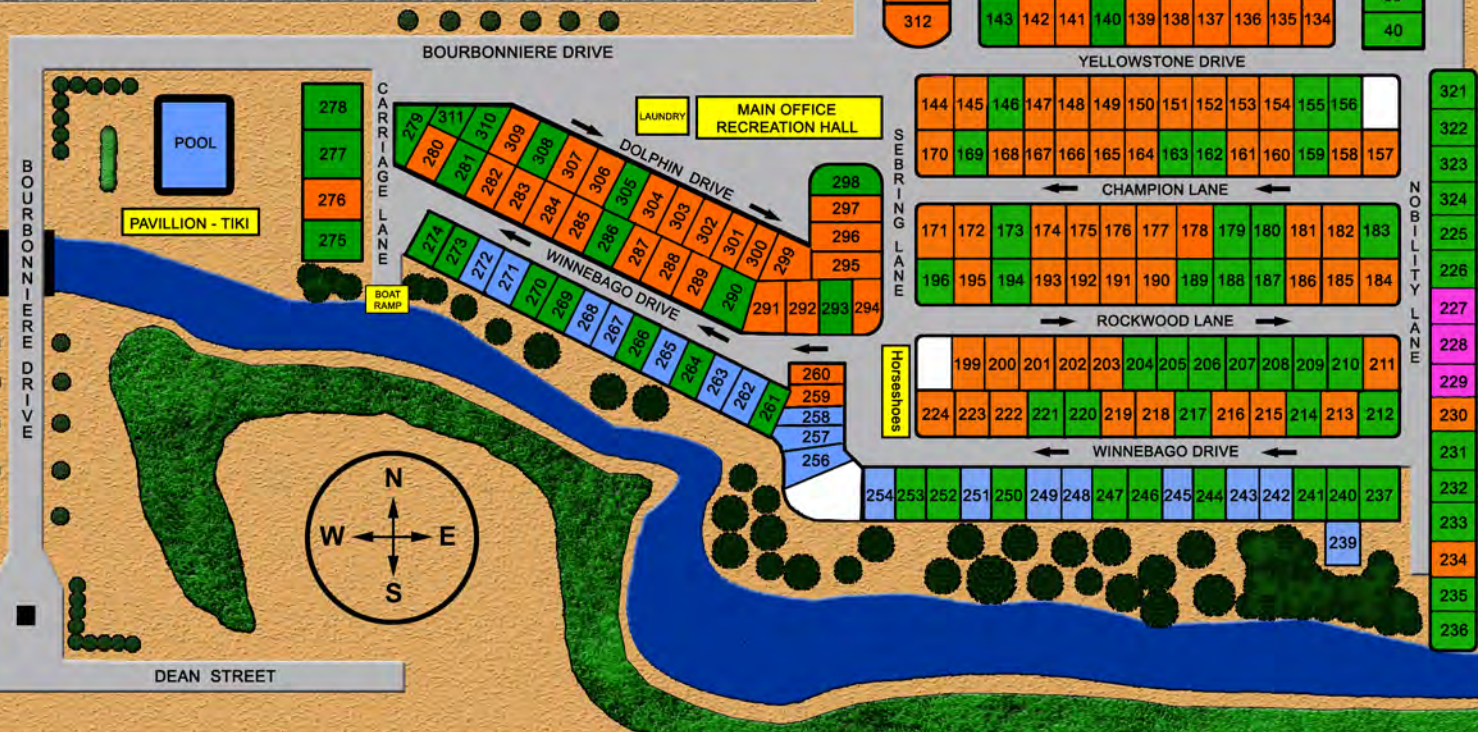 312
143 142 141 140 139 138 137 136 135 134
40
BOURBONNIERE DRIVE
YELLOWSTONE DRIVE
POOL
PAVILLION - TIKI
BOURBONNIERE DRIVE
278
277
276
275
CARRIAGE LANE
BOAT
RAMP
LAUNDRY
MAIN OFFICE
RECREATION HALL
279 311 310 309 308 307 306 305 304 303 302 301 300 299
280 281 282 283 284 285 286 287 288 289 290 291 292 293 294
DOLPHIN DRIVE
298
297
296
295
WINNEBAGO DRIVE
274 273 272 271 270 269 268 267 266 265 264 263 262 261
260
259
258
257
256
SEBRING LANE
144 145 146 147 148 149 150 151 152 153 154 155 156
170 169 168 167 166 165 164 163 162 161 160 159 158 157
CHAMPION LANE
171 172 173 174 175 176 177 178 179 180 181 182 183
196 195 194 193 192 191 190 189 188 187 186 185 184
ROCKWOOD LANE
Horseshoes
199 200 201 202 203 204 205 206 207 208 209 210 211
224 223 222 221 220 219 218 217 216 215 214 213 212
WINNEBAGO DRIVE
254 253 252 251 250 249 248 247 246 245 244 243 242 241 240 237
239
NOBILITY LANE
321
322
323
324
225
226
227
228
229
230
231
232
233
234
235
236
N
W E
S
DEAN STREET